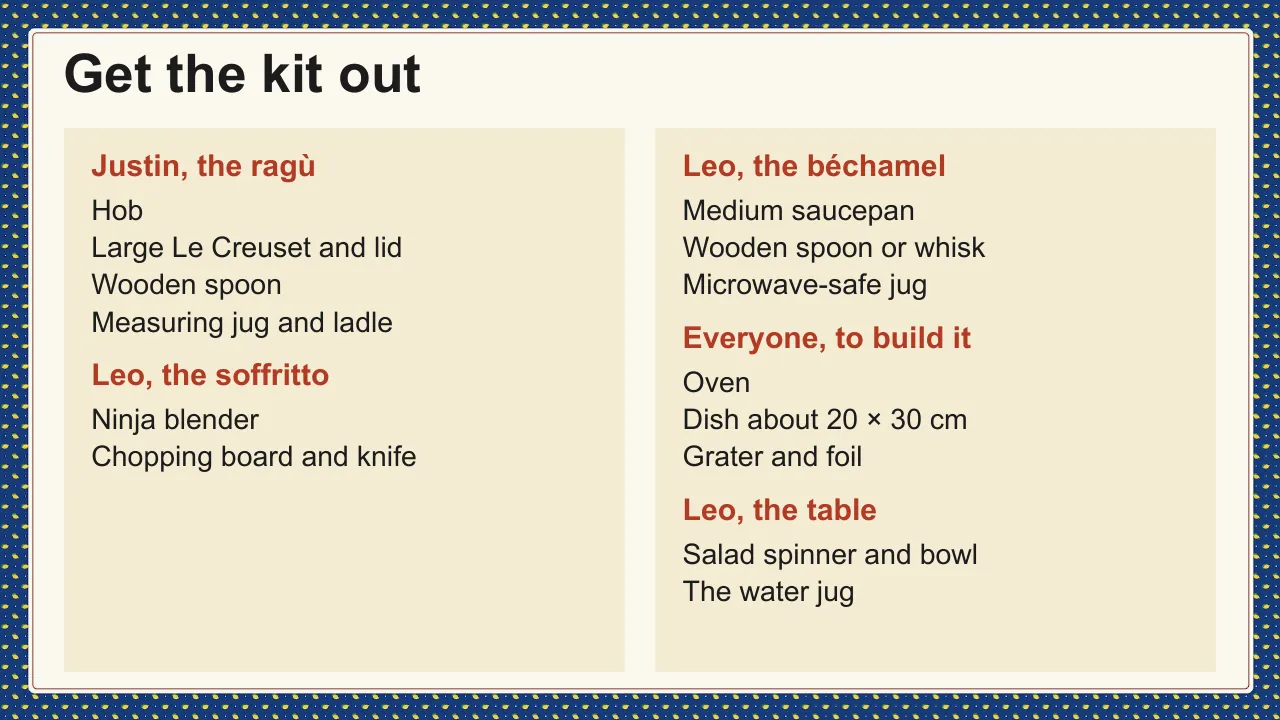 Get the kit out
Justin, the ragù
Hob
Large Le Creuset and lid
Wooden spoon
Measuring jug and ladle
Leo, the soffritto
Ninja blender
Chopping board and knife
Leo, the béchamel
Medium saucepan
Wooden spoon or whisk
Microwave-safe jug
Everyone, to build it
Oven
Dish about 20 × 30 cm
Grater and foil
Leo, the table
Salad spinner and bowl
The water jug